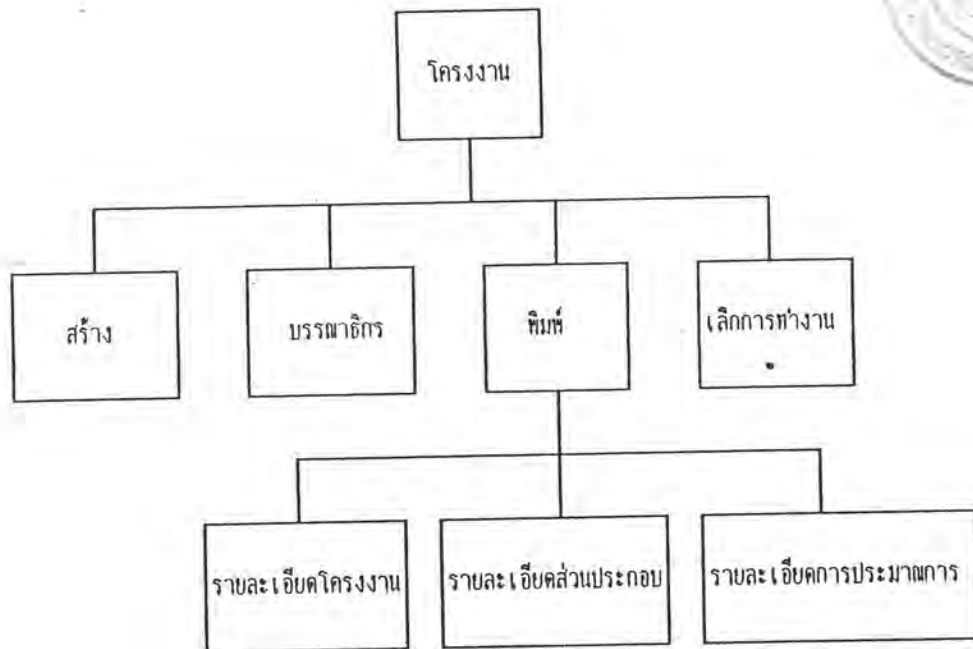 โครงงาน
สร้าง
บรรณาธิกร
พิมพ์
เลิกการทำงาน
รายละเอียดโครงงาน
รายละเอียดส่วนประกอบ
รายละเอียดการประมาณการ